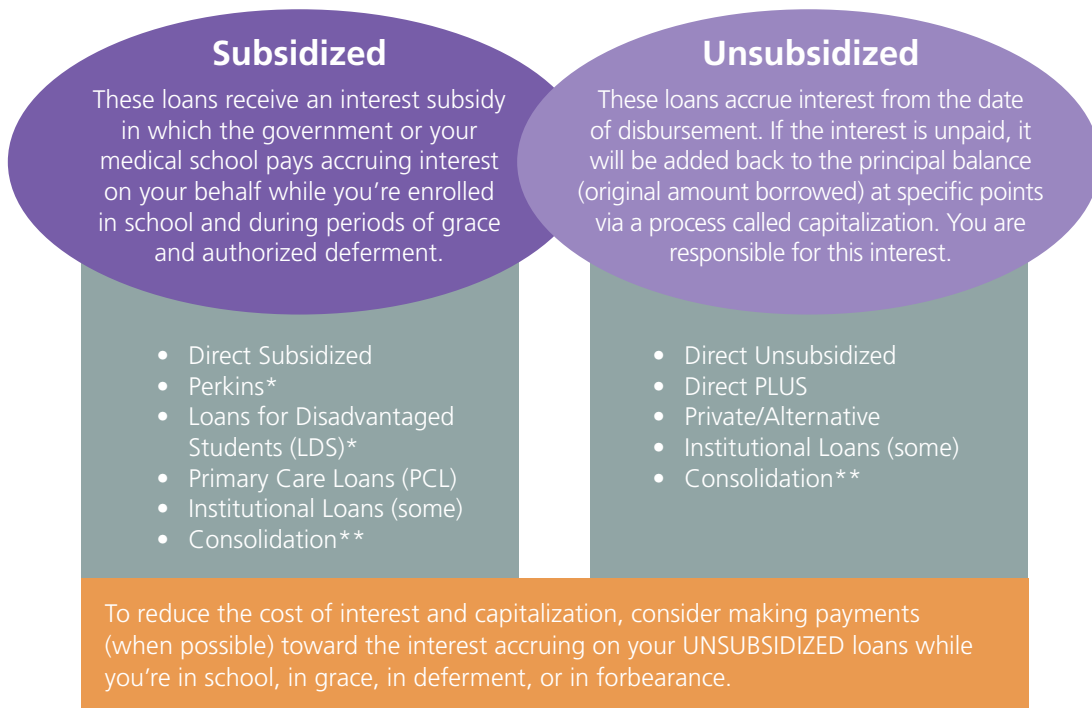 Subsidized
These loans receive an interest subsidy
in which the government or your
medical school pays accruing interest
on your behalf while you’re enrolled
in school and during periods of grace
and authorized deferment.
• Direct Subsidized
• Perkins*
• Loans for Disadvantaged
Students (LDS)*
• Primary Care Loans (PCL)
• Institutional Loans (some)
• Consolidation**
Unsubsidized
These loans accrue interest from the date
of disbursement. If the interest is unpaid, it
will be added back to the principal balance
(original amount borrowed) at specific points
via a process called capitalization. You are
responsible for this interest.
• Direct Unsubsidized
• Direct PLUS
• Private/Alternative
• Institutional Loans (some)
• Consolidation**
To reduce the cost of interest and capitalization, consider making payments
(when possible) toward the interest accruing on your UNSUBSIDIZED loans while
you’re in school, in grace, in deferment, or in forbearance.